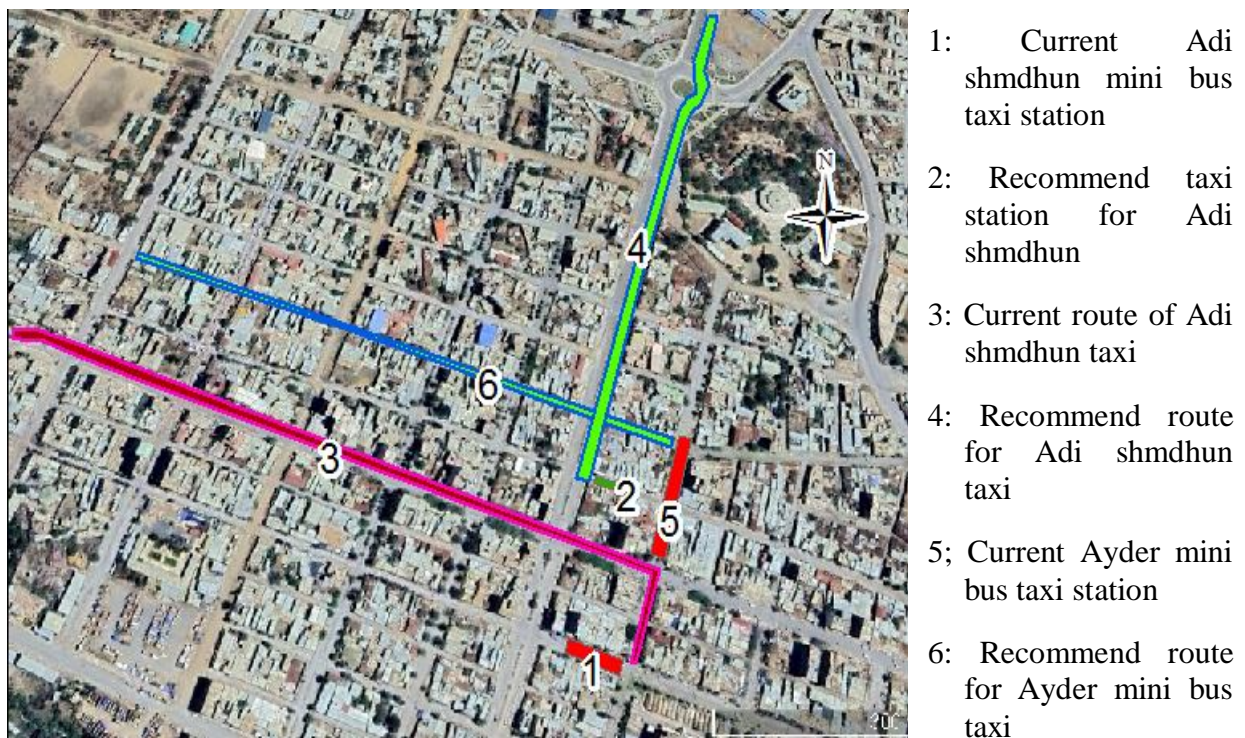 N
4
6
3
2
5
1
200
1: Current Adi
shmdhun mini bus
taxi station
2: Recommend taxi
station for Adi
shmdhun
3: Current route of Adi
shmdhun taxi
4: Recommend route
for Adi shmdhun
taxi
5; Current Ayder mini
bus taxi station
6: Recommend route
for Ayder mini bus
taxi